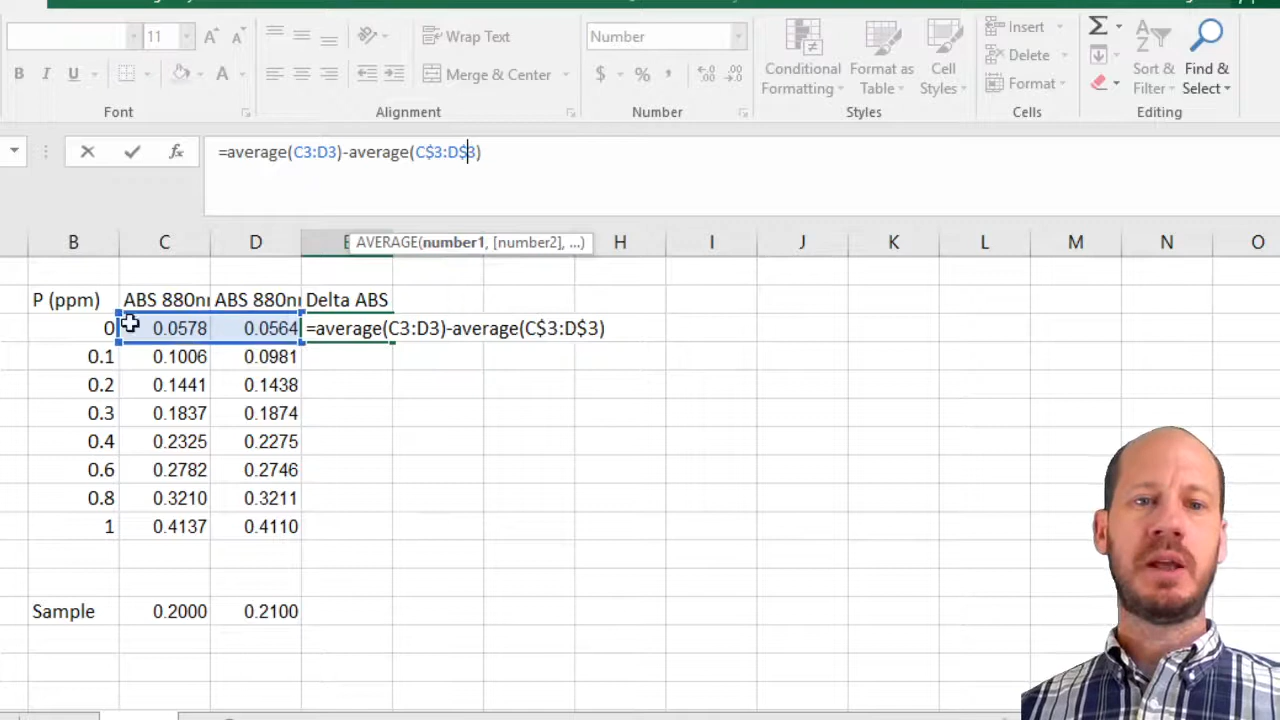 11
Wrap Text
Number
Insert
Merge & Center
$
%
Delete
Format
Conditional
Formatting
Format as
Table
Cell
Styles
Sort &
Filter
Find &
Select
B I U
A
Font
Alignment
Number
Styles
Cells
Editing
fx
=average(C3:D3)-average(C$3:D$3)
B C D E H I J K L M N O
AVERAGE(number1, [number2], ...)
P (ppm) ABS 880n ABS 880n Delta ABS
0 0.0578 0.0564 =average(C3:D3)-average(C$3:D$3)
0.1 0.1006 0.0981
0.2 0.1441 0.1438
0.3 0.1837 0.1874
0.4 0.2325 0.2275
0.6 0.2782 0.2746
0.8 0.3210 0.3211
1 0.4137 0.4110
Sample 0.2000 0.2100